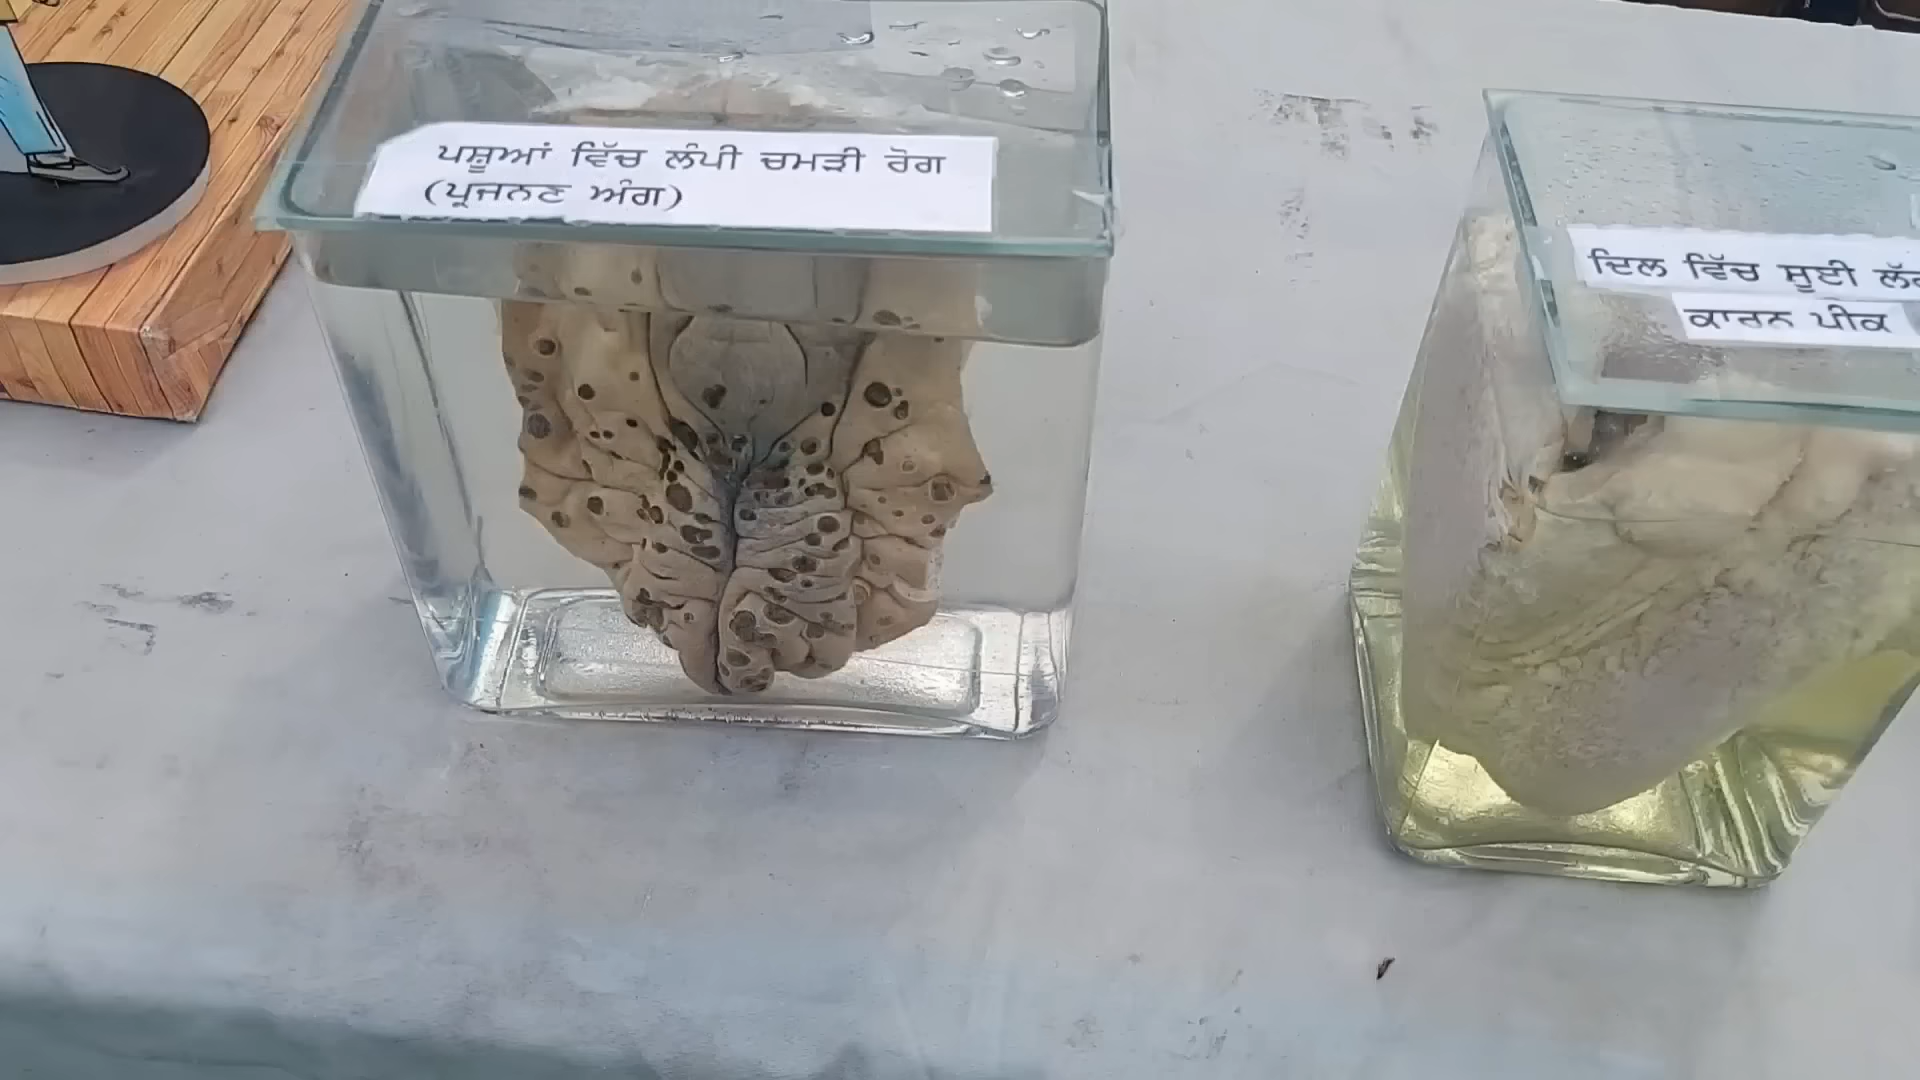 ਪਸ਼ੂਆਂ ਵਿੱਚ ਲੰਪੀ ਚਮੜੀ ਰੋਗ
(ਪ੍ਰਜਨਣ ਅੰਗ)
ਦਿਲ ਵਿੱਚ ਸੂਈ
ਕਾਰਨ ਪੀਕ